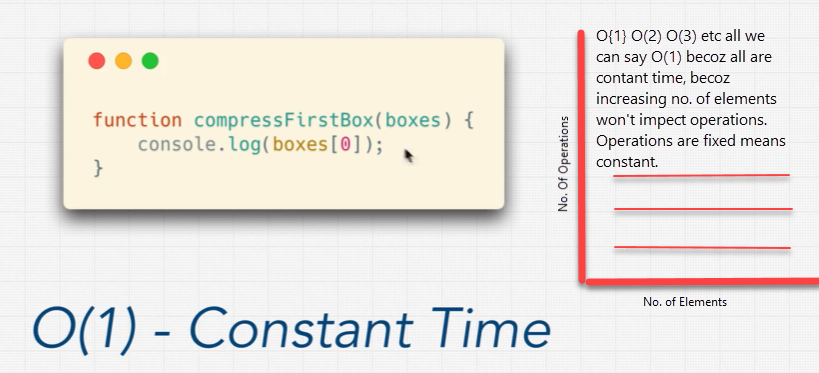 function compressFirstBox(boxes) {
    console.log(boxes[0]);
}
O(1) - Constant Time
O{1} O(2) O(3) etc all we
can say O(1) becoz all are
contant time, becoz
increasing no. of elements
won't impect operations.
Operations are fixed means
constant.
No. Of Operations
No. of Elements